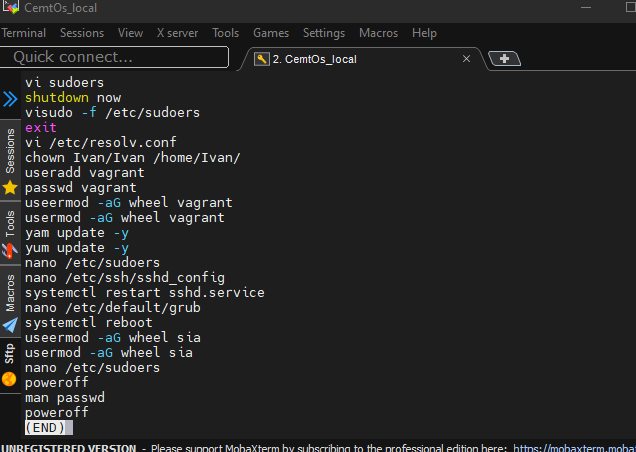 CemtOs_local
Terminal Sessions View X server Tools Games Settings Macros Help
Quick connect...
2. CemtOs_local
Sessions
Tools
Macros
Sftp
vi sudoers
shutdown now
visudo -f /etc/sudoers
exit
vi /etc/resolv.conf
chown Ivan/Ivan /home/Ivan/
useradd vagrant
passwd vagrant
useermod -aG wheel vagrant
usermod -aG wheel vagrant
yam update -y
yum update -y
nano /etc/sudoers
nano /etc/ssh/sshd_config
systemctl restart sshd.service
nano /etc/default/grub
systemctl reboot
useermod -aG wheel sia
usermod -aG wheel sia
nano /etc/sudoers
poweroff
man passwd
poweroff
(END)
UNREGISTERED VERSION - Please support MobaXterm by subscribing to the professional edition here: https://mobaxterm.mobat